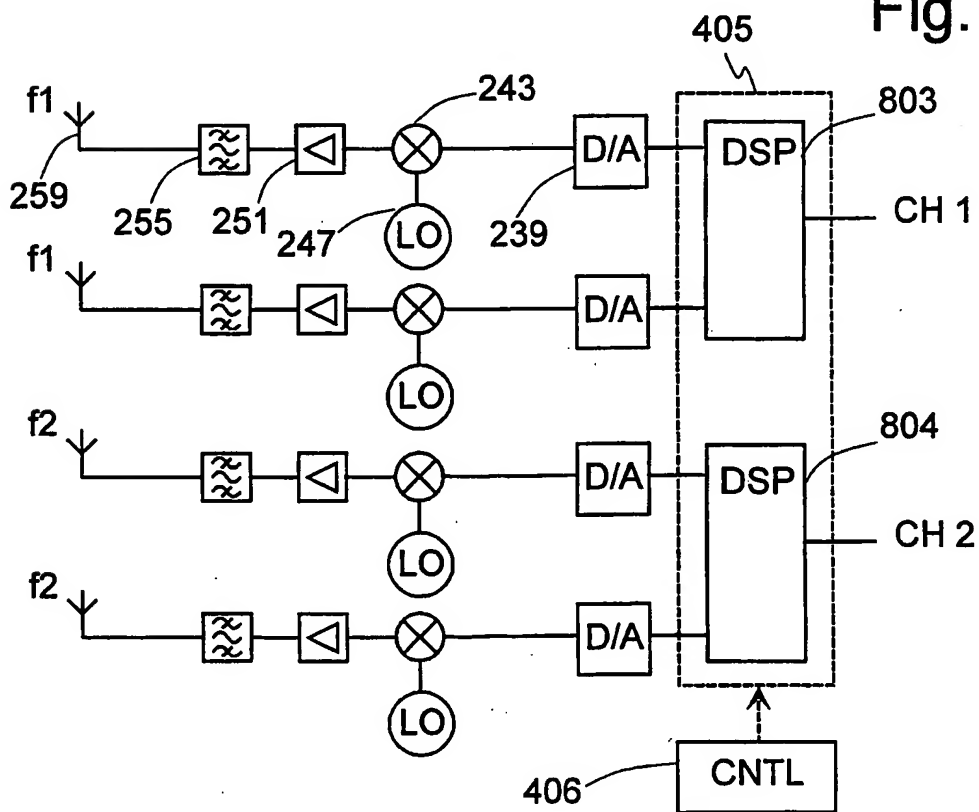 Fig.
405
f1
243
803
D/A
DSP
259
255
251
247
LO
239
CH 1
f1
D/A
LO
f2
804
D/A
DSP
CH 2
LO
f2
D/A
LO
406
CNTL